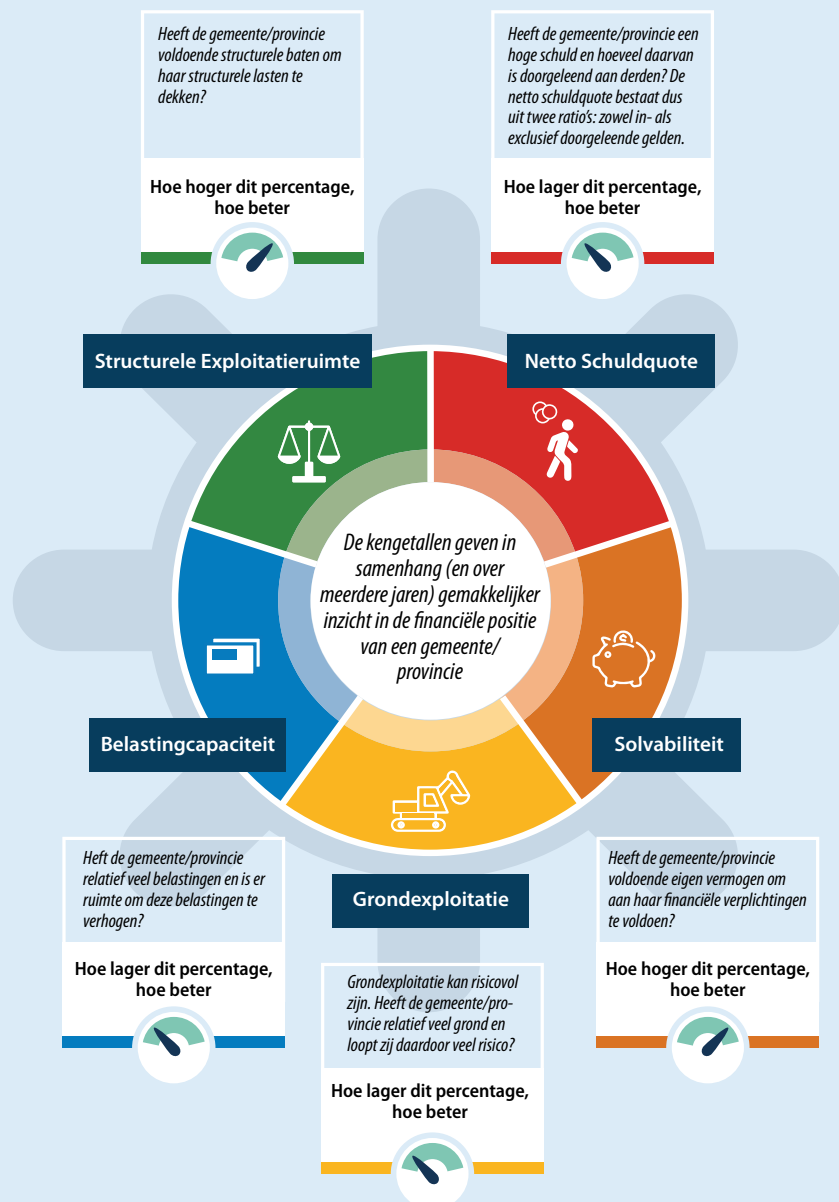 Heeft de gemeente/provincie
voldoende structurele baten om
haar structurele lasten te
dekken?
Hoe hoger dit percentage,
hoe beter
Heeft de gemeente/provincie een
hoge schuld en hoeveel daarvan
is doorgeleend aan derden? De
netto schuldquote bestaat dus
uit twee ratio's: zowel in- als
exclusief doorgeleende gelden.
Hoe lager dit percentage,
hoe beter
Structurele Exploitatieruimte
Netto Schuldquote
De kengetallen geven in
samenhang (en over
meerdere jaren) gemakkelijker
inzicht in de financiële positie
van een gemeente/
provincie
Belastingcapaciteit
Solvabiliteit
Grondexploitatie
Heft de gemeente/provincie
relatief veel belastingen en is er
ruimte om deze belastingen te
verhogen?
Hoe lager dit percentage,
hoe beter
Grondexploitatie kan risicovol
zijn. Heeft de gemeente/pro-
vincie relatief veel grond en
loopt zij daardoor veel risico?
Hoe lager dit percentage,
hoe beter
Heeft de gemeente/provincie
voldoende eigen vermogen om
aan haar financiële verplichtingen
te voldoen?
Hoe hoger dit percentage,
hoe beter